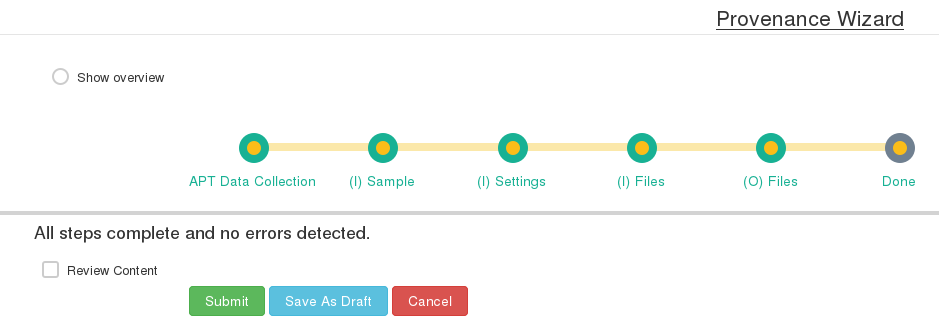 Provenance Wizard
Show overview
APT Data Collection (I) Sample (I) Settings (I) Files (O) Files Done
All steps complete and no errors detected.
Review Content
Submit Save As Draft Cancel